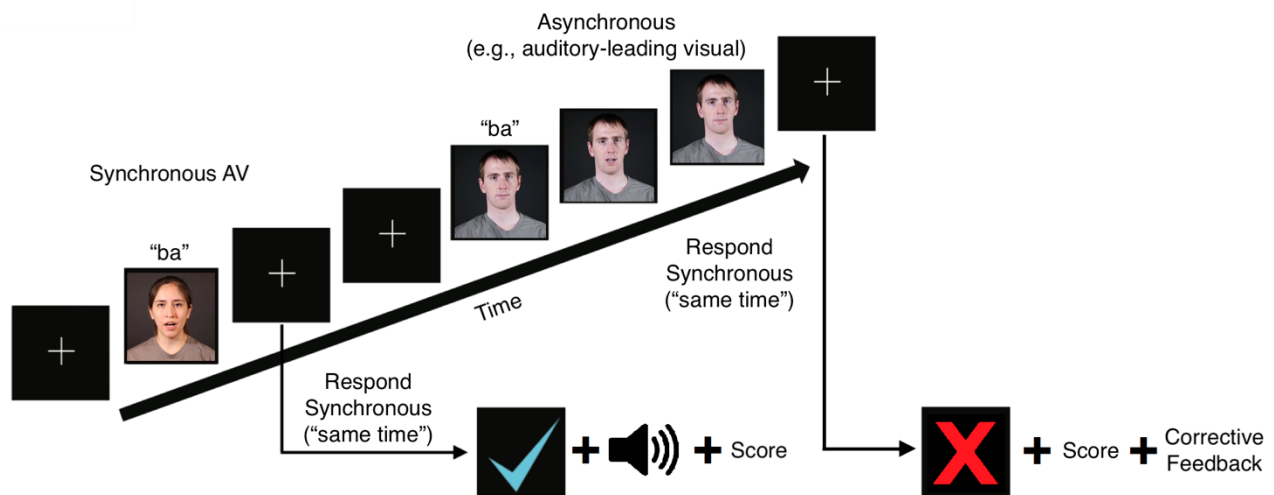 Asynchronous
(e.g., auditory-leading visual)
“ba”
Synchronous AV
“ba”
Time
Respond
Synchronous
(“same time”)
Respond
Synchronous
(“same time”)
+
+ Score
X
+ Score +
Corrective
Feedback